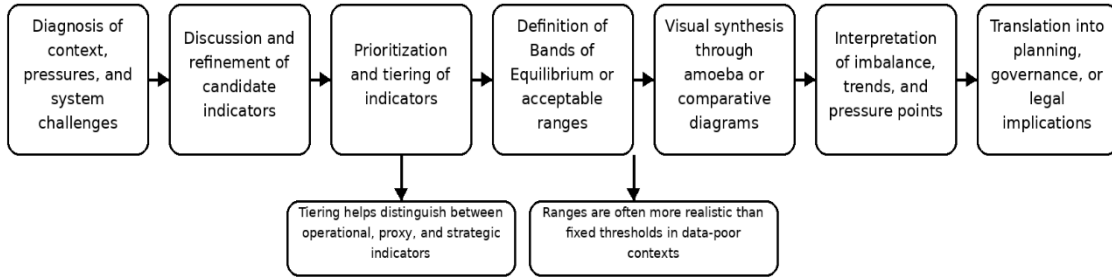 Diagnosis of
context,
pressures, and
system
challenges
Discussion and
refinement of
candidate
indicators
Prioritization
and tiering of
indicators
Definition of
Bands of
Equilibrium or
acceptable
ranges
Visual synthesis
through
amoeba or
comparative
diagrams
Interpretation
of imbalance,
trends, and
pressure points
Translation into
planning,
governance, or
legal
implications
Tiering helps distinguish between
operational, proxy, and strategic
indicators
Ranges are often more realistic than
fixed thresholds in data-poor
contexts